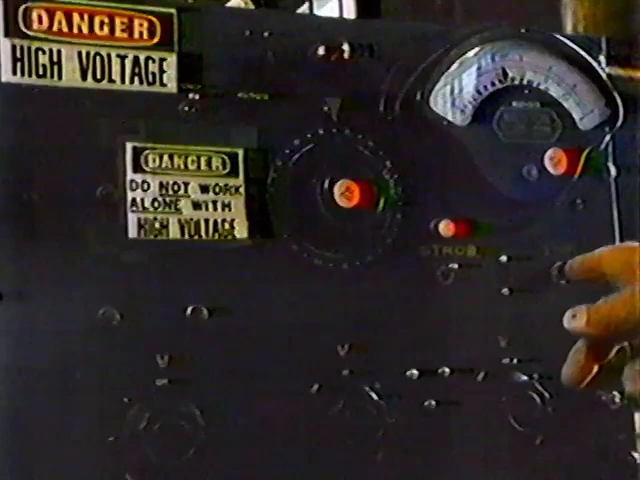 DANGER
HIGH VOLTAGE
DANGER
DO NOT WORK
ALONE WITH
HIGH VOLTAGE
STROB